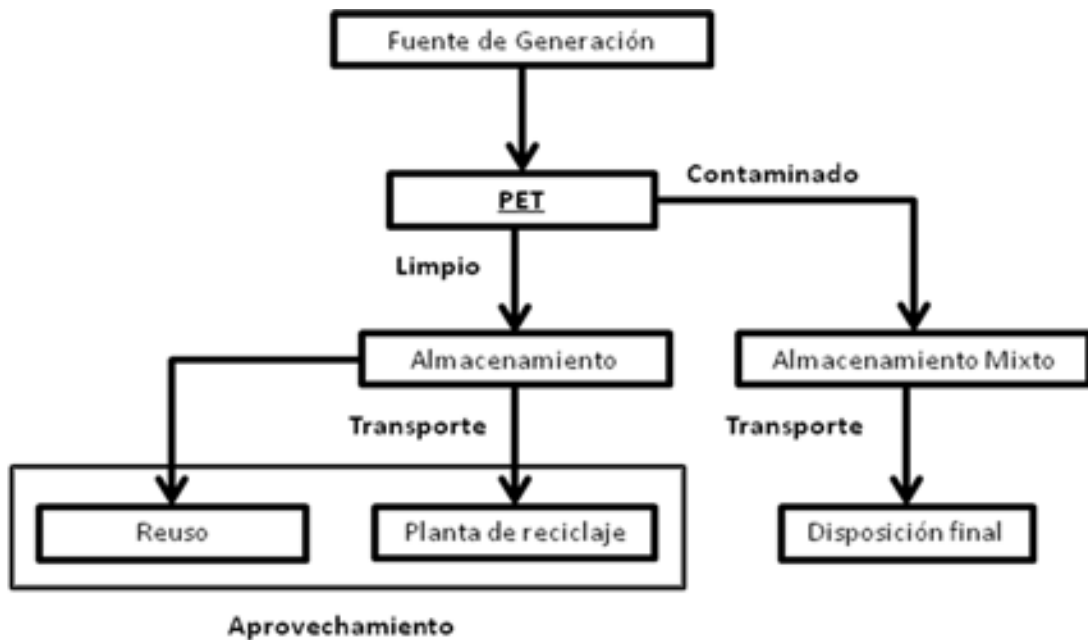 Fuente de Generación
Contaminado
PET
Limpio
Almacenamiento
Almacenamiento Mixto
Transporte
Transporte
Reuso
Planta de reciclaje
Disposición final
Aprovechamiento